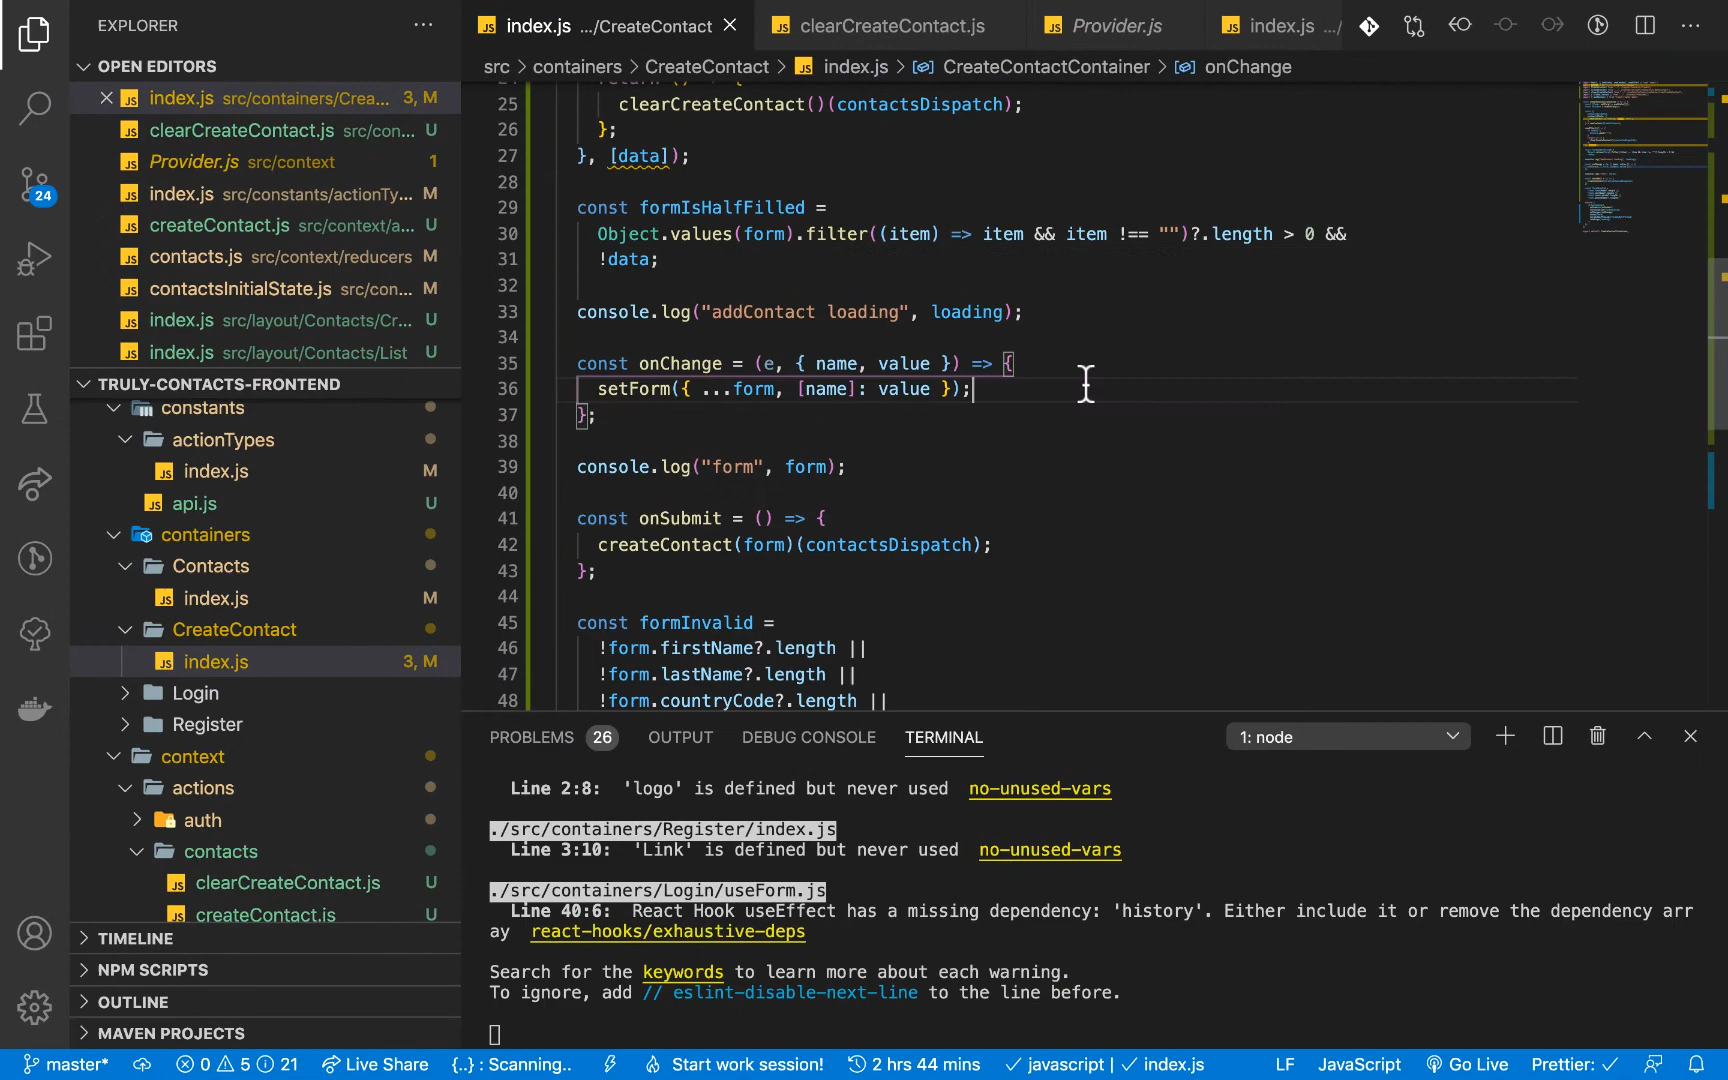 EXPLORER
OPEN EDITORS
index.js src/containers/Crea... 3, M
clearCreateContact.js src/con... U
Provider.js src/context 1
index.js src/constants/actionTy... M
createContact.js src/context/a... U
contacts.js src/context/reducers M
contactsInitialState.js src/con... M
index.js src/layout/Contacts/Cr... U
index.js src/layout/Contacts/List U
TRULY-CONTACTS-FRONTEND
constants
actionTypes
index.js M
api.js U
containers
Contacts
index.js M
CreateContact
index.js 3, M
Login
Register
context
actions
auth
contacts
clearCreateContact.js U
createContact.js U
TIMELINE
NPM SCRIPTS
OUTLINE
MAVEN PROJECTS
24
index.js .../CreateContact
clearCreateContact.js
Provider.js
index.js .../
src > containers > CreateContact > index.js > CreateContactContainer > onChange
25 clearCreateContact()(contactsDispatch);
26 };
27 }, [data]);
28
29 const formIsHalfFilled =
30 Object.values(form).filter((item) => item && item !== "")?.length > 0 &&
31 !data;
32
33 console.log("addContact loading", loading);
34
35 const onChange = (e, { name, value }) => {
36 setForm({ ...form, [name]: value });
37 };
38
39 console.log("form", form);
40
41 const onSubmit = () => {
42 createContact(form)(contactsDispatch);
43 };
44
45 const formInvalid =
46 !form.firstName?.length ||
47 !form.lastName?.length ||
48 !form.countryCode?.length ||
PROBLEMS 26 OUTPUT DEBUG CONSOLE TERMINAL 1: node
Line 2:8: 'logo' is defined but never used no-unused-vars
./src/containers/Register/index.js
Line 3:10: 'Link' is defined but never used no-unused-vars
./src/containers/Login/useForm.js
Line 40:6: React Hook useEffect has a missing dependency: 'history'. Either include it or remove the dependency arr
ay react-hooks/exhaustive-deps
Search for the keywords to learn more about each warning.
To ignore, add // eslint-disable-next-line to the line before.
master* 0 5 21 Live Share {..} : Scanning.. Start work session! 2 hrs 44 mins javascript | index.js LF JavaScript Go Live Prettier: